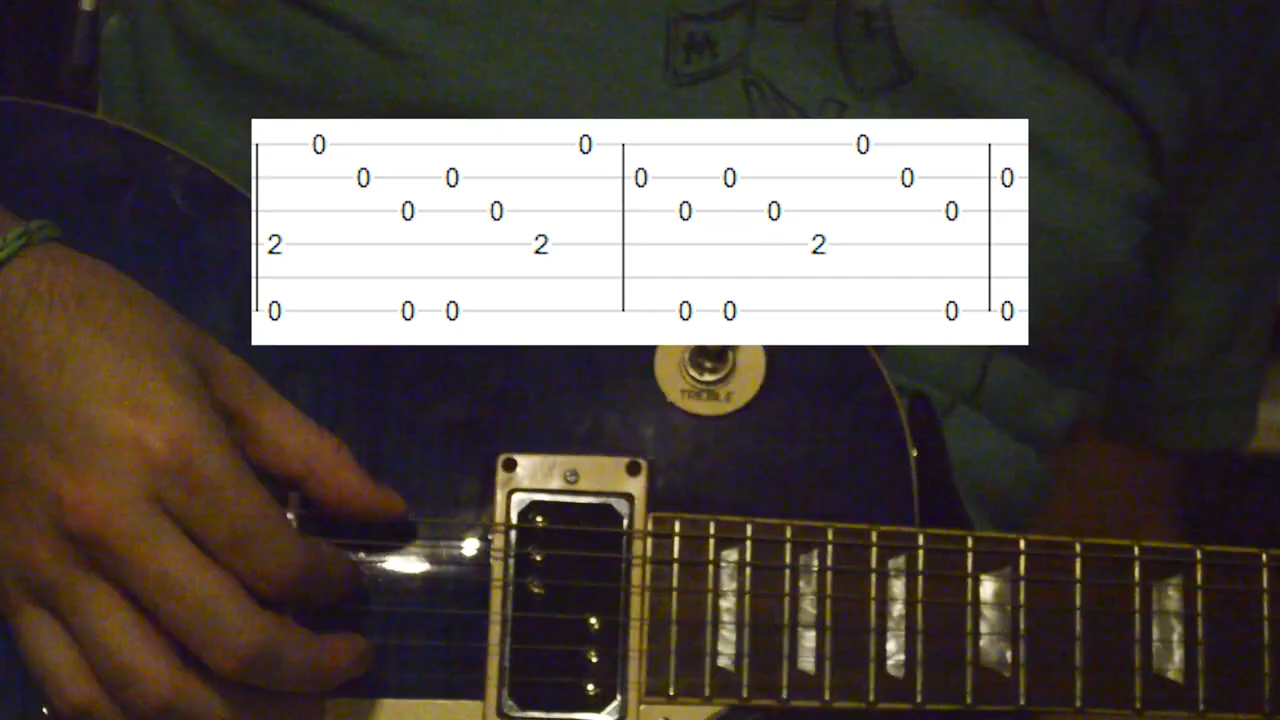 0 0 0
0 0 0 0 0 0
0 0 0 0 0
2 2 2
0 0 0 0 0 0 0
TREBLE